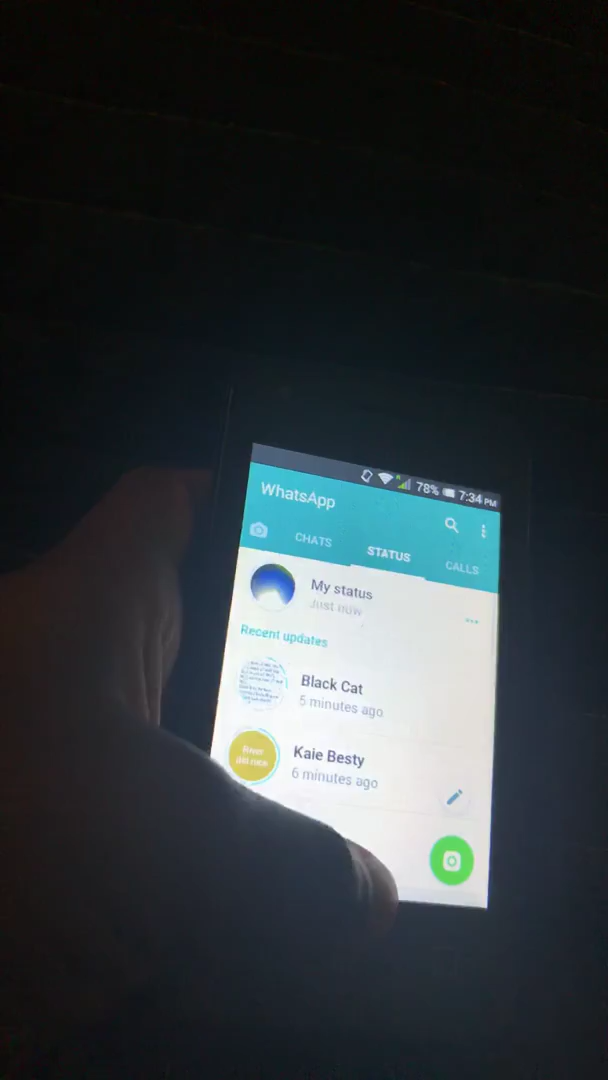 78% 7:34 PM
WhatsApp
CHATS STATUS CALLS
My status
Just now
Recent updates
Black Cat
5 minutes ago
Kaie Besty
6 minutes ago